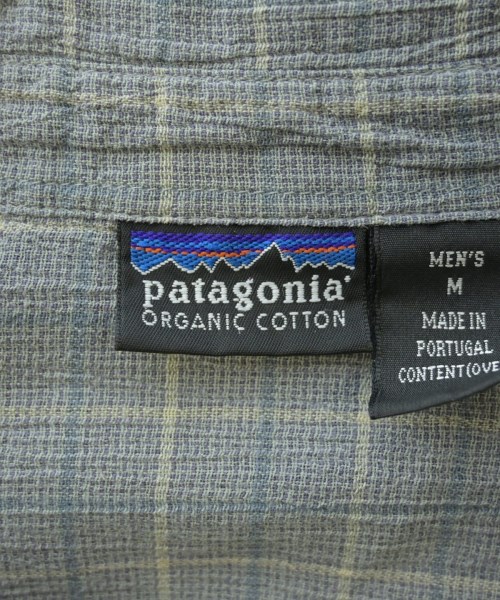 patagonia®
ORGANIC COTTON
MEN'S
M
MADE IN
PORTUGAL
CONTENT(OVE